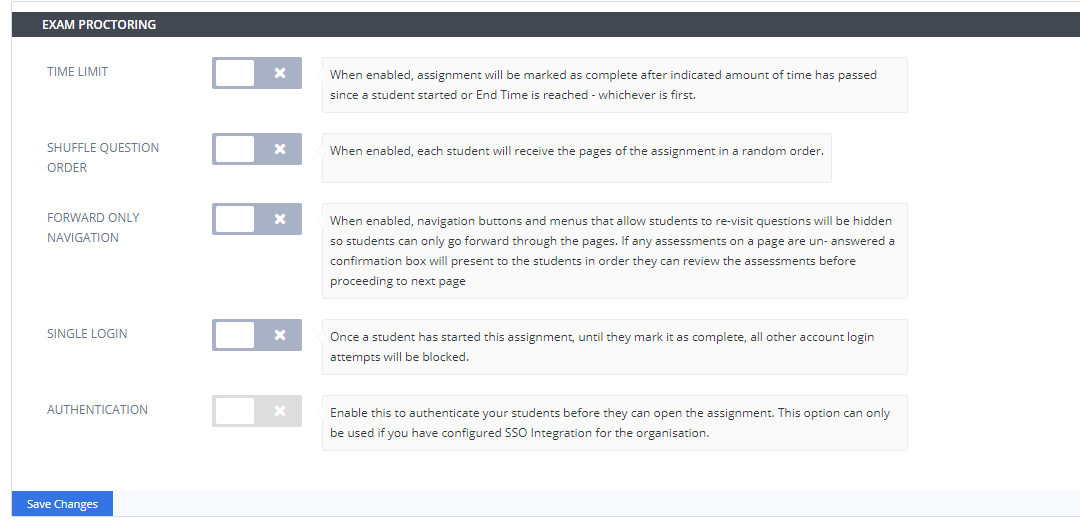 EXAM PROCTORING
TIME LIMIT
When enabled, assignment will be marked as complete after indicated amount of time has passed
since a student started or End Time is reached - whichever is first.
SHUFFLE QUESTION
ORDER
When enabled, each student will receive the pages of the assignment in a random order.
FORWARD ONLY
NAVIGATION
When enabled, navigation buttons and menus that allow students to re-visit questions will be hidden
so students can only go forward through the pages. If any assessments on a page are un- answered a
confirmation box will present to the students in order they can review the assessments before
proceeding to next page
SINGLE LOGIN
Once a student has started this assignment, until they mark it as complete, all other account login
attempts will be blocked.
AUTHENTICATION
Enable this to authenticate your students before they can open the assignment. This option can only
be used if you have configured SSO Integration for the organisation.
Save Changes